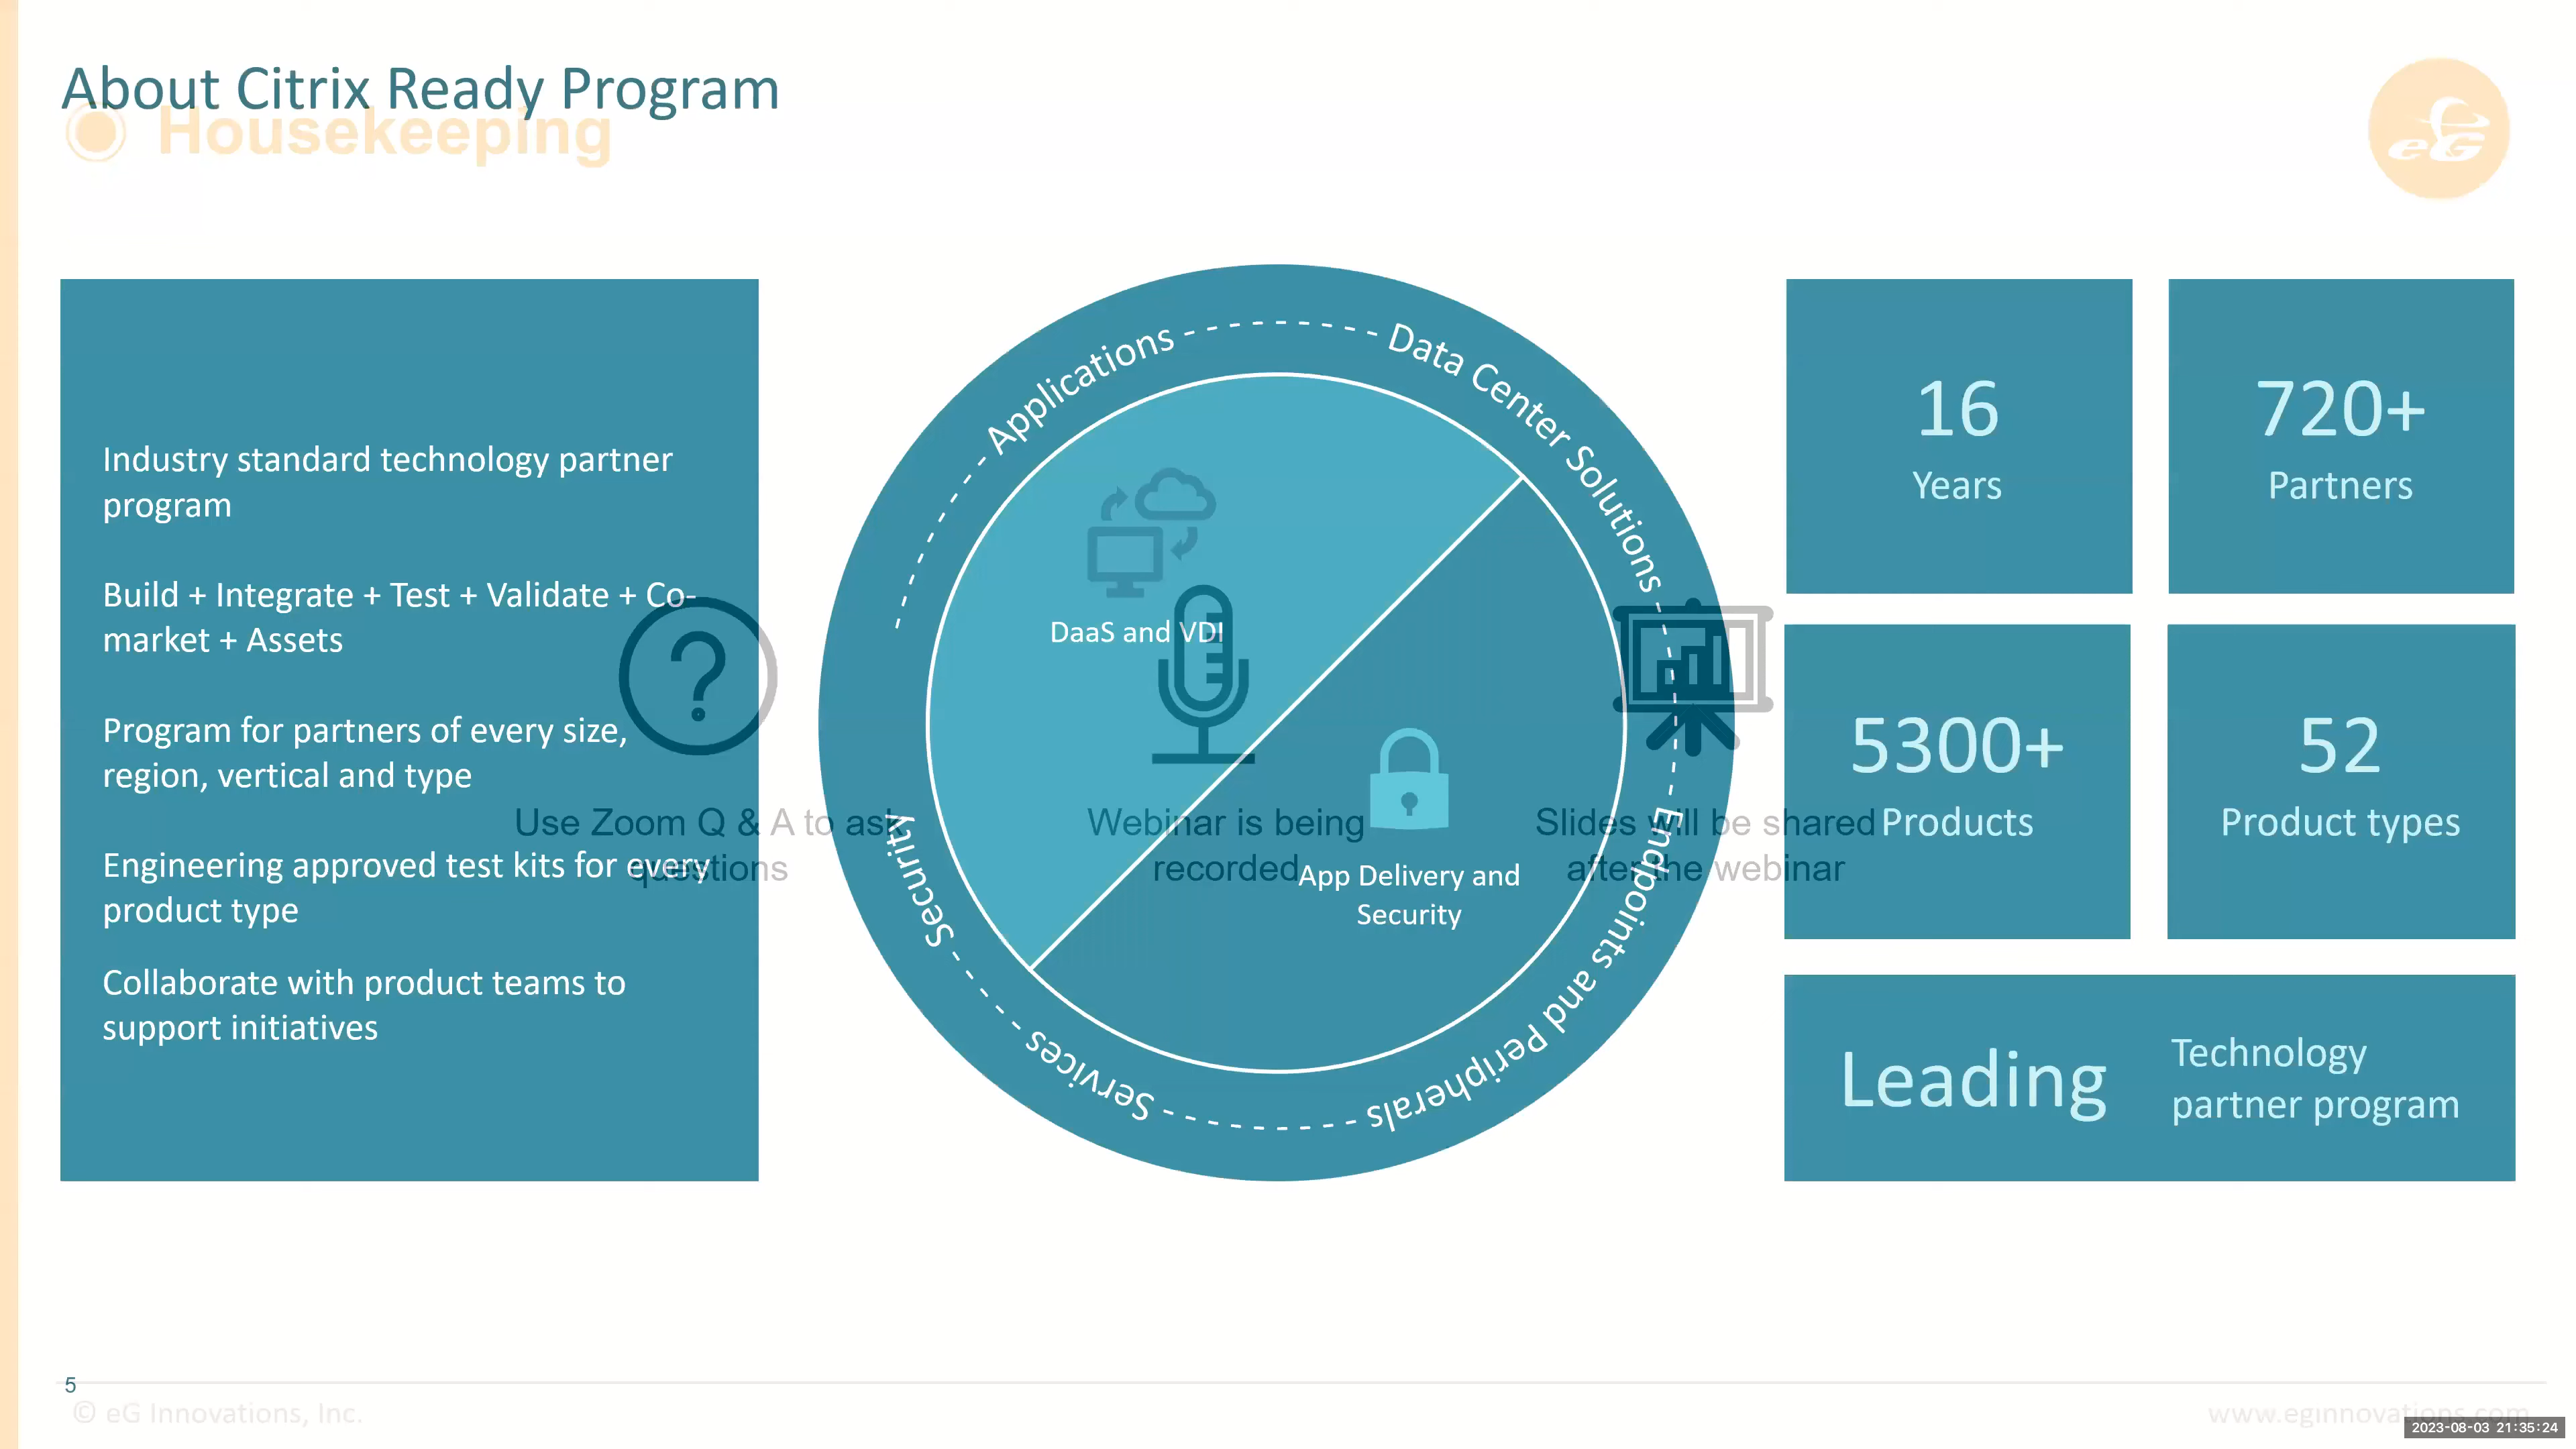 About Citrix Ready Program
Housekeeping
eG
Industry standard technology partner
program
Build + Integrate + Test + Validate + Co-
market + Assets
Program for partners of every size,
region, vertical and type
Engineering approved test kits for every
product type
Collaborate with product teams to
support initiatives
Applications
Data Center Solutions
Endpoints and Peripherals
Services
Security
DaaS and VDI
App Delivery and
Security
Use Zoom Q & A to ask
questions
Webinar is being
recorded
Slides will be shared
after the webinar
16
Years
720+
Partners
5300+
Products
52
Product types
Leading
Technology
partner program
5
© eG Innovations, Inc.
www.eginnovations.com
2023-08-03 21:35:24